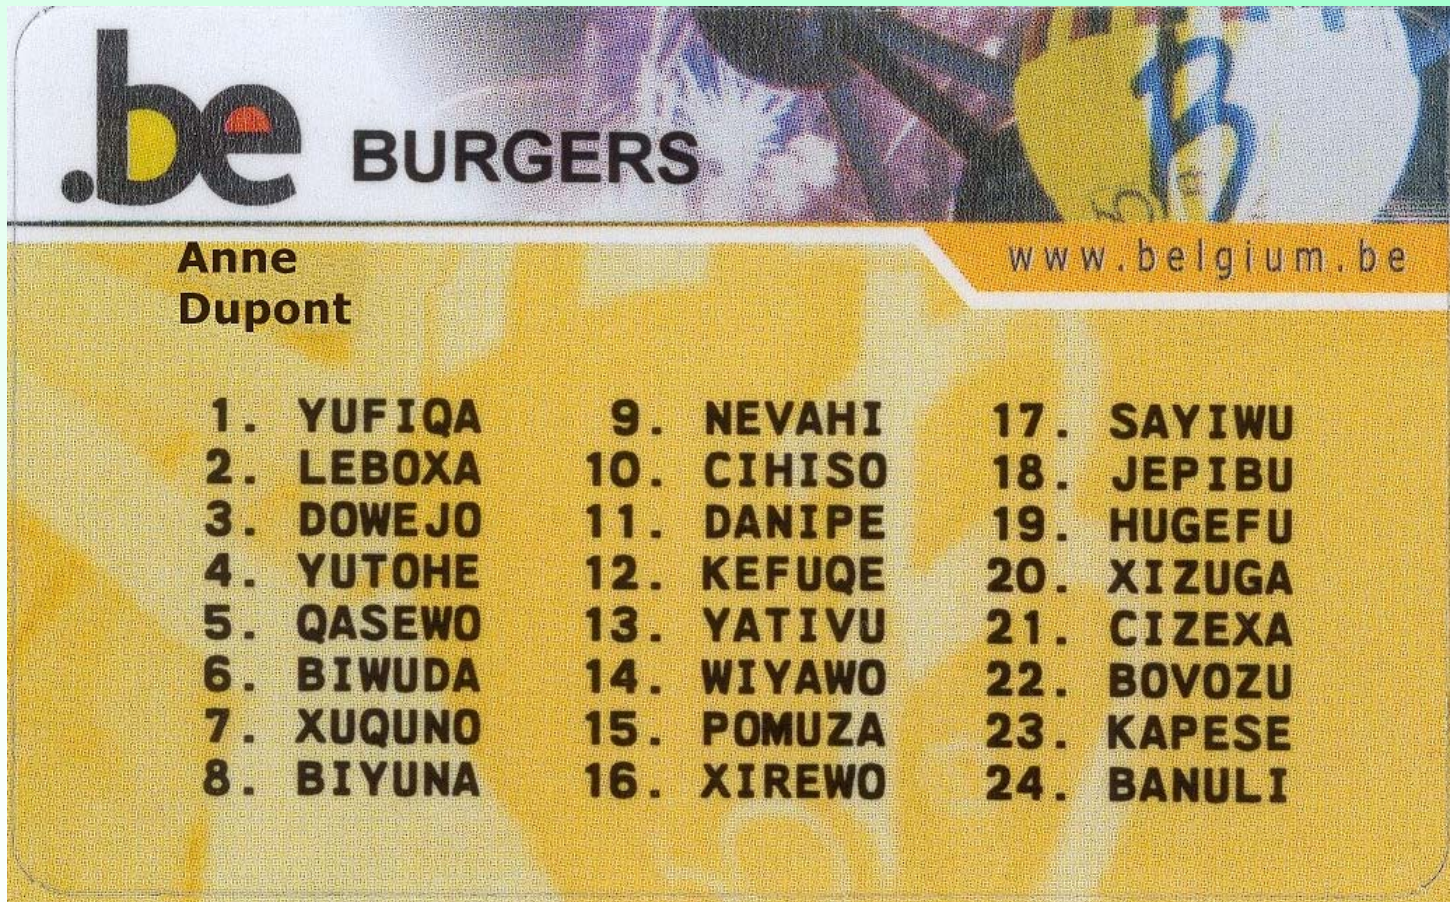 .be BURGERS
www.belgium.be
Anne
Dupont
1. YUFIQA
2. LEBOXA
3. DOWEJO
4. YUTOHE
5. QASEWO
6. BIWUDA
7. XUQUNO
8. BIYUNA
9. NEVAHI
10. CIHISO
11. DANIPE
12. KEFUQE
13. YATIVU
14. WIYAWO
15. POMUZA
16. XIREWO
17. SAYIWU
18. JEPIBU
19. HUGEFU
20. XIZUGA
21. CIZEXA
22. BOVOZU
23. KAPESE
24. BANULI